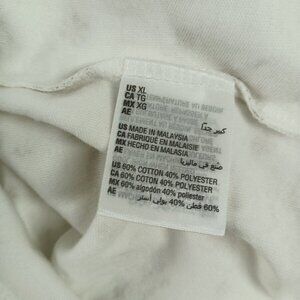 US XL
CA TG
MX XG
AE كبير جدا
US MADE IN MALAYSIA
CA FABRIQUÉ EN MALAISIE
MX HECHO EN MALASIA
AE صنع في ماليزيا
US 60% COTTON 40% POLYESTER
CA 60% COTON 40% POLYESTER
MX 60% algodón 40% poliéster
AE 60% قطن 40% بولي أستر